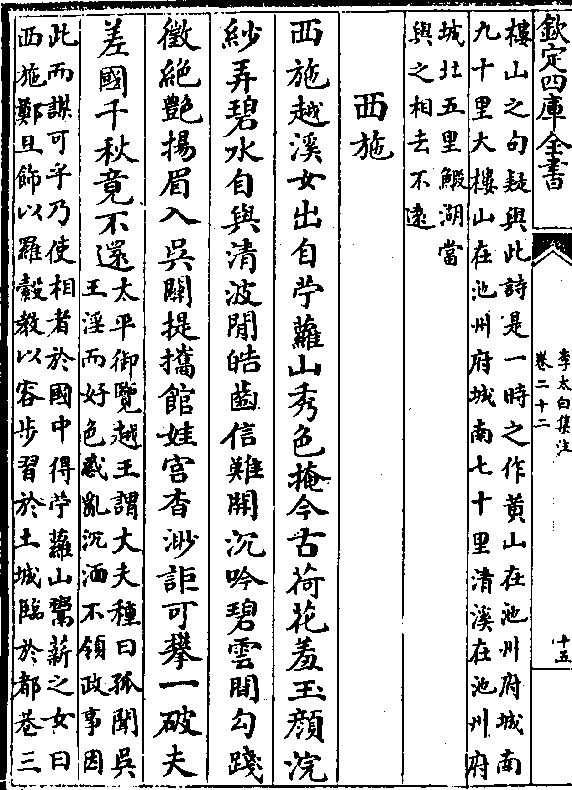 欽定四庫全書
李太白集注
卷二十二
十五
樓山之句疑與此詩是一時之作黃山在池州府城南
九十里大樓山在池州府城南七十里清溪在池州府
城北五里鰕湖當
與之相去不遠
西施
西施越溪女出自苧蘿山秀色掩今古荷花羞玉顔浣
紗弄碧水自與清波閒皓齒信難開沉吟碧雲間勾踐
徵絶艶揚眉入吳關提攜館娃宮杳渺詎可攀一破夫
差國千秋竟不還
太平御覽越王謂大夫種曰孤聞吳
王淫而好色惑亂沉湎不領政事因
此而謀可乎乃使相者於國中得苧蘿山鬻薪之女曰
西施鄭旦飾以羅縠教以容步習於土城臨於都巷三